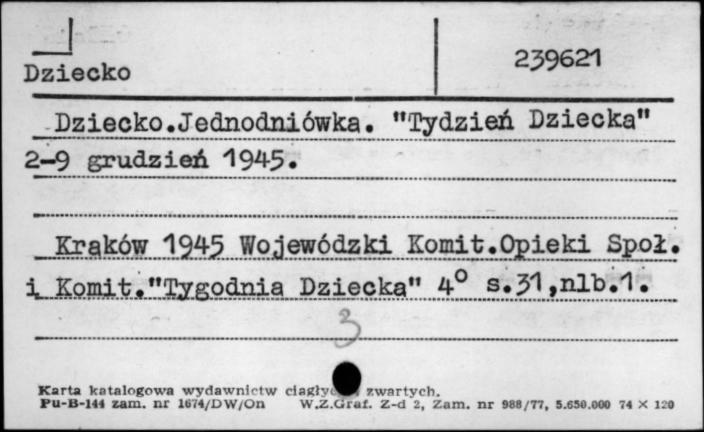 Dziecko
239621
Dziecko.Jednodniówka. "Tydzień Dziecka"
2-9 grudzień 1945.
Kraków 1945 Wojewódzki Komit.Opieki Społ.
i Komit."Tygodnia Dziecka" 4° s.31,nlb.1.
3
Karta katalogowa wydawnictw zwartych.
Pu-B-144 zam. nr 1674/DW/On W.Z.Graf. Z-d 2, Zam. nr 988/77, 5.650.000 74 X 120